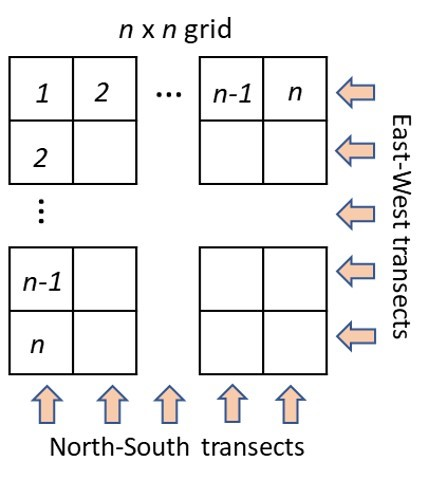 n x n grid
1 2 ... n-1 n
2
⋮
n-1
n
East-West transects
North-South transects